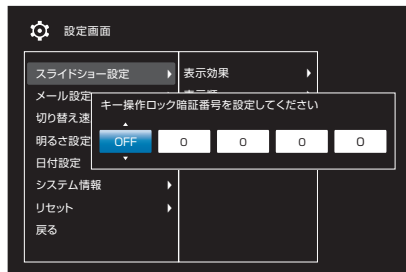 設定画面
スライドショー設定
表示効果
メール設定
キー操作ロック暗証番号を設定してください
切り替え速
明るさ設定
OFF 0 0 0 0
日付設定
システム情報
リセット
戻る